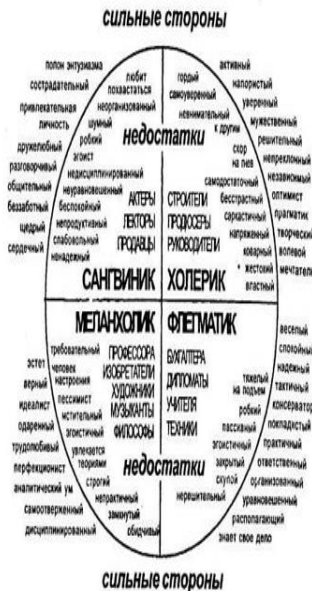 сильные стороны
полон энтузиазма
сострадательный
привлекательная
личность
дружелюбный
разговорчивый
общительный
беззаботный
щедрый
сердечный
любит
похвастаться
неорганизованный
шумный
робкий
эгоист
недисциплинированный
неуравновешенный
беспокойный
непродуктивный
слабовольный
ненадежный
недостатки
АКТЕРЫ
ЛЕКТОРЫ
ПРОДАВЦЫ
САНГВИНИК
гордый
самоуверенный
невнимательный
к другим
скор
на гнев
самодостаточный
бесстрастный
саркастичный
напряженный
коварный
жестокий
властный
СТРОИТЕЛИ
ПРОДЮСЕРЫ
РУКОВОДИТЕЛИ
ХОЛЕРИК
активный
напористый
уверенный
мужественный
решительный
непреклонный
независимый
оптимист
прагматик
творческий
волевой
мечтатель
МЕЛАНХОЛИК
эстет
верный
идеалист
одаренный
трудолюбивый
перфекционист
аналитический ум
самоотверженный
дисциплинированный
требовательный
человек
настроения
пессимист
мстительный
эгоистичный
увлекается
теориями
строгий
непрактичный
замкнутый
обидчивый
ПРОФЕССОРА
ИЗОБРЕТАТЕЛИ
ХУДОЖНИКИ
МУЗЫКАНТЫ
ФИЛОСОФЫ
ФЛЕГМАТИК
БУХГАЛТЕРА
ДИПЛОМАТЫ
УЧИТЕЛЯ
ТЕХНИКИ
тяжелый
на подъем
робкий
пассивный
эгоистичный
закрытый
скупой
нерешительный
недостатки
веселый
спокойный
надежный
тактичный
консерватор
покладистый
практичный
ответственный
организованный
уравновешенный
располагающий
знает свое дело
сильные стороны